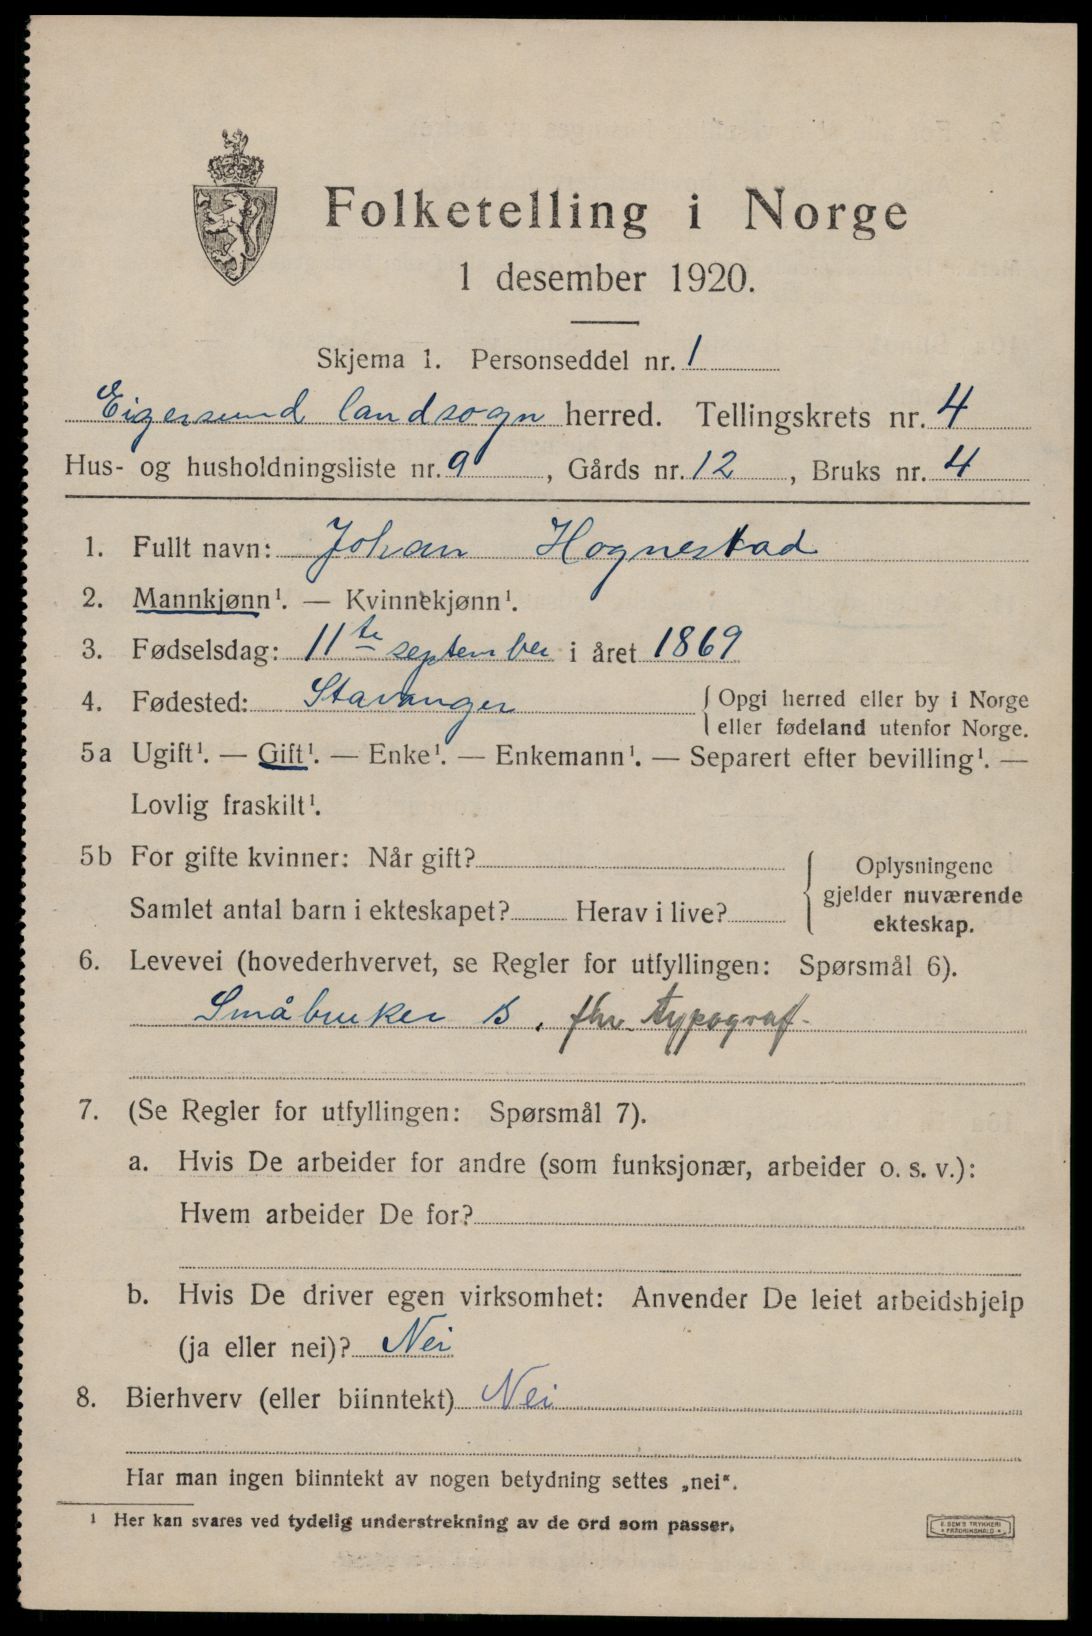 Folketelling i Norge
1 desember 1920.
Skjema 1. Personseddel nr. 1
Eigersund landsogn herred. Tellingskrets nr. 4
Hus- og husholdningsliste nr. 9, Gårds nr. 12, Bruks nr. 4
1. Fullt navn: Johan Hognestad
2. Mannkjønn¹. — Kvinnekjønn¹.
3. Fødselsdag: 11te september i året 1869
4. Fødested: Stavanger { Opgi herred eller by i Norge
eller fødeland utenfor Norge.
5a Ugift¹. — Gift¹. — Enke¹. — Enkemann¹. — Separert efter bevilling¹. —
Lovlig fraskilt¹.
5b For gifte kvinner: Når gift?
Samlet antal barn i ekteskapet? Herav i live?
{ Oplysningene
gjelder nuværende
ekteskap.
6. Levevei (hovederhvervet, se Regler for utfyllingen: Spørsmål 6).
Småbruker S. fhv. typograf.
7. (Se Regler for utfyllingen: Spørsmål 7).
a. Hvis De arbeider for andre (som funksjonær, arbeider o. s. v.):
Hvem arbeider De for?
b. Hvis De driver egen virksomhet: Anvender De leiet arbeidshjelp
(ja eller nei)? Nei
8. Bierhverv (eller biinntekt) Nei
Har man ingen biinntekt av nogen betydning settes „nei“.
¹ Her kan svares ved tydelig understrekning av de ord som passer.
E. SEM'S TRYKKERI
FREDRIKSHALD